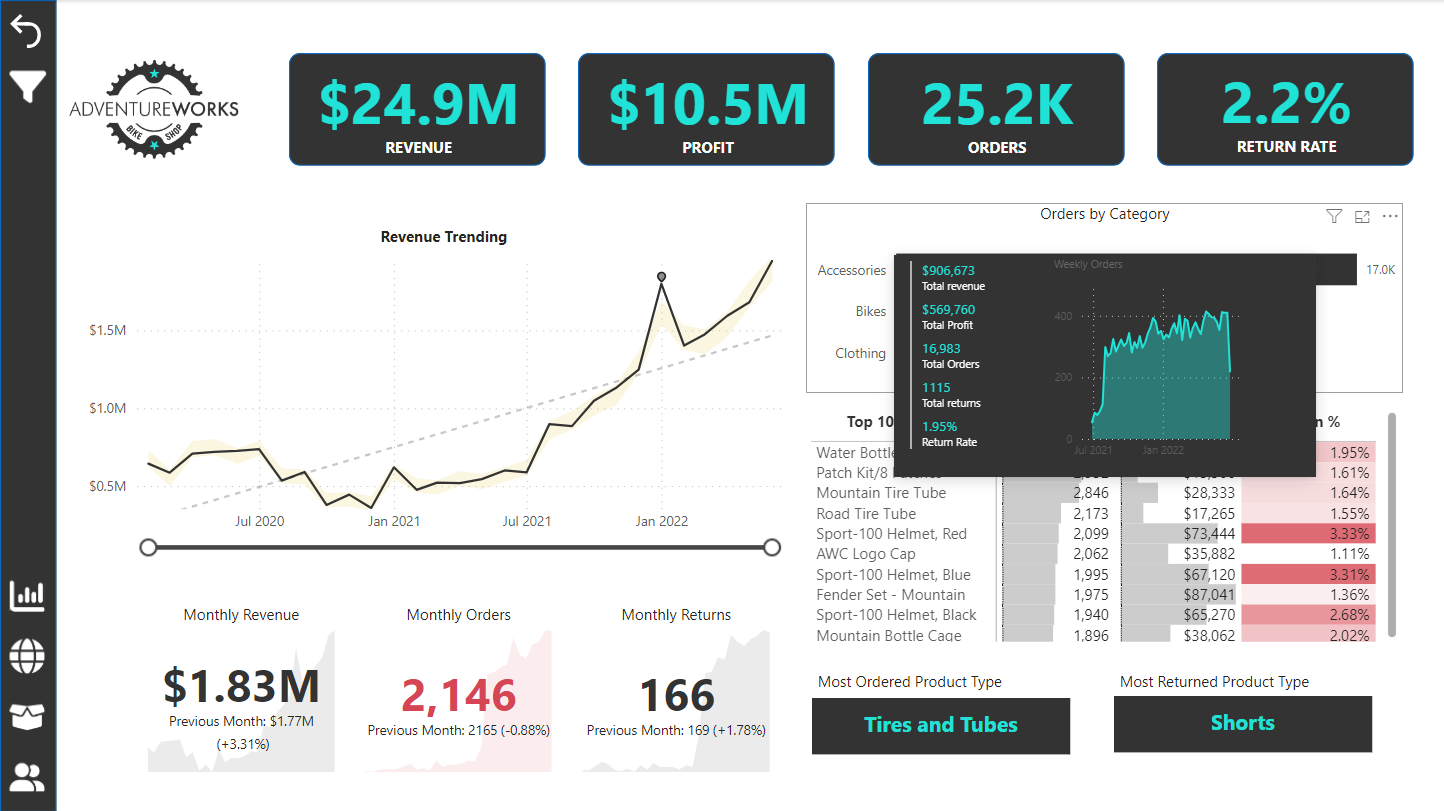 ADVENTUREWORKS
BIKE SHOP
$24.9M
REVENUE
$10.5M
PROFIT
25.2K
ORDERS
2.2%
RETURN RATE
Revenue Trending
$1.5M
$1.0M
$0.5M
Jul 2020
Jan 2021
Jul 2021
Jan 2022
Orders by Category
Accessories
17.0K
Bikes
Clothing
$906,673
Total revenue
$569,760
Total Profit
16,983
Total Orders
1115
Total returns
1.95%
Return Rate
Weekly Orders
400
200
0
Jul 2021
Jan 2022
Top 10
%
Water 1.95%
Patch Kit/8 1.61%
Mountain Tire Tube 2,846 $28,333 1.64%
Road Tire Tube 2,173 $17,265 1.55%
Sport-100 Helmet, Red 2,099 $73,444 3.33%
AWC Logo Cap 2,062 $35,882 1.11%
Sport-100 Helmet, Blue 1,995 $67,120 3.31%
Fender Set - Mountain 1,975 $87,041 1.36%
Sport-100 Helmet, Black 1,940 $65,270 2.68%
Mountain Bottle Cage 1,896 $38,062 2.02%
Monthly Revenue
$1.83M
Previous Month: $1.77M
(+3.31%)
Monthly Orders
2,146
Previous Month: 2165 (-0.88%)
Monthly Returns
166
Previous Month: 169 (+1.78%)
Most Ordered Product Type
Tires and Tubes
Most Returned Product Type
Shorts